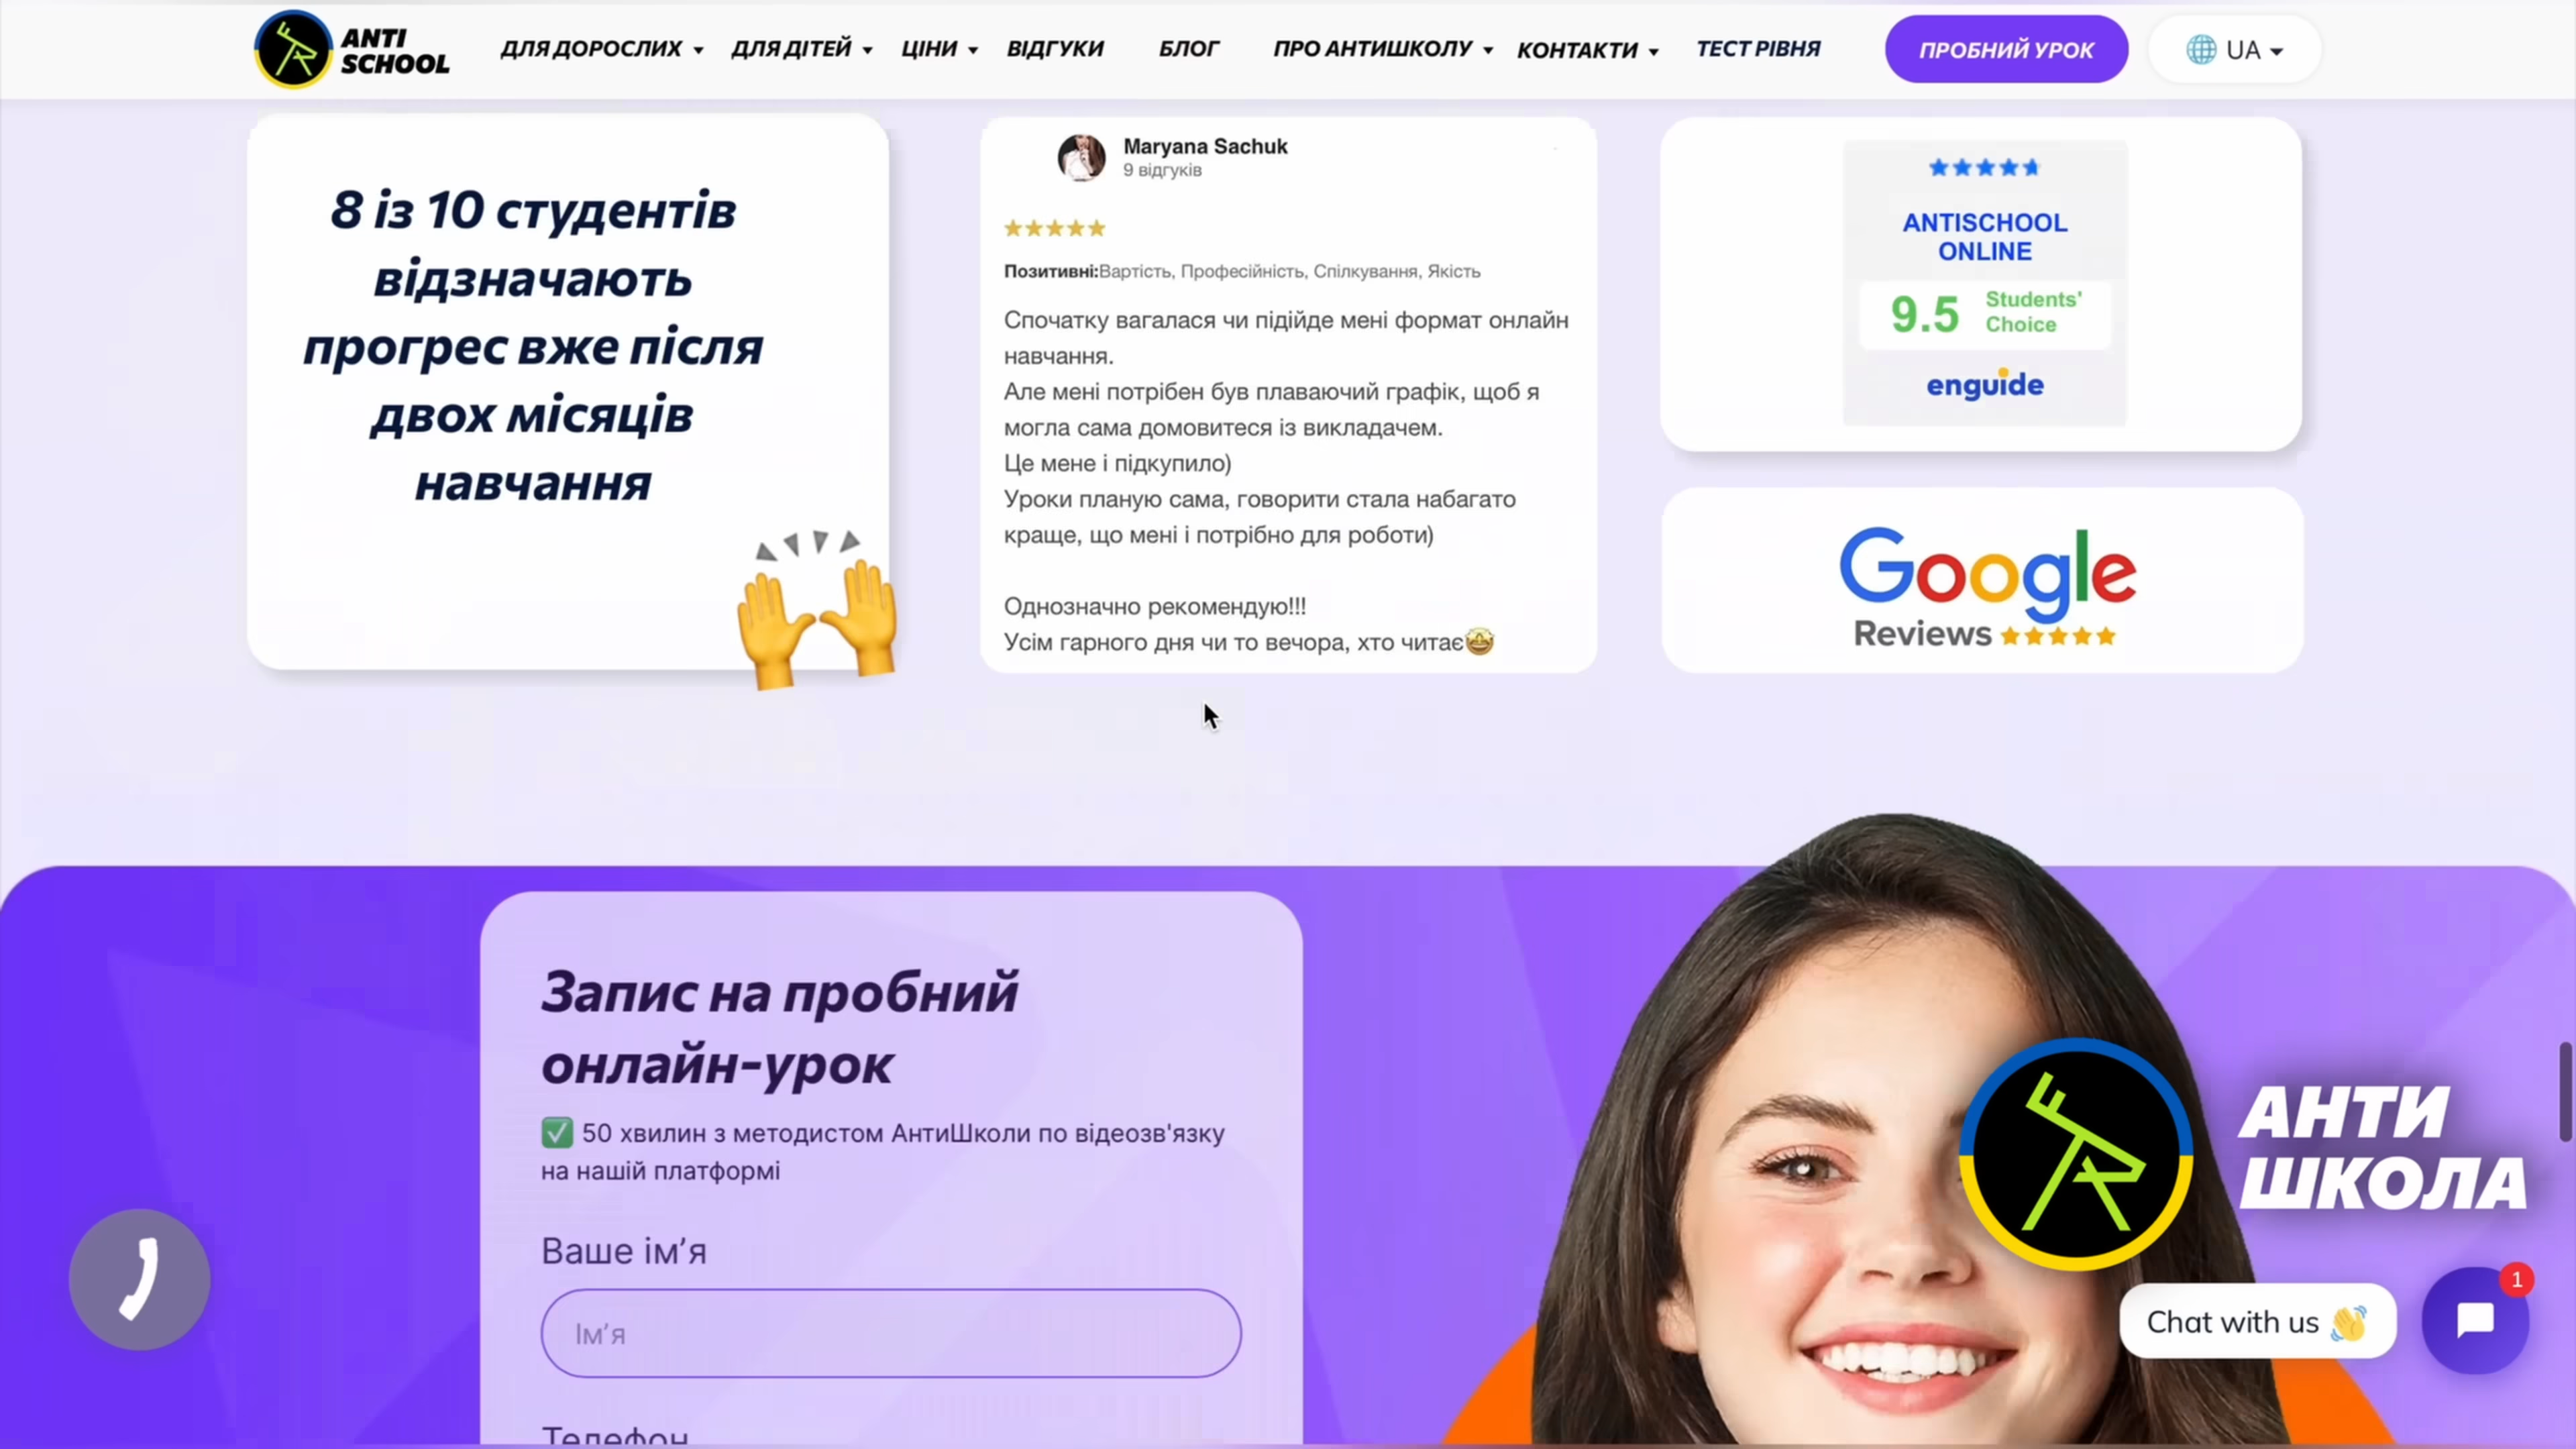 ANTI
SCHOOL
ДЛЯ ДОРОСЛИХ
ДЛЯ ДІТЕЙ
ЦІНИ
ВІДГУКИ
БЛОГ
ПРО АНТИШКОЛУ
КОНТАКТИ
ТЕСТ РІВНЯ
ПРОБНИЙ УРОК
UA
8 із 10 студентів
відзначають
прогрес вже після
двох місяців
навчання
Maryana Sachuk
9 відгуків
Позитивні:Вартість, Професійність, Спілкування, Якість
Спочатку вагалася чи підійде мені формат онлайн
навчання.
Але мені потрібен був плаваючий графік, щоб я
могла сама домовитеся із викладачем.
Це мене і підкупило)
Уроки планую сама, говорити стала набагато
краще, що мені і потрібно для роботи)
Однозначно рекомендую!!!
Усім гарного дня чи то вечора, хто читає🤩
ANTISCHOOL
ONLINE
9.5 Students'
Choice
enguide
Google
Reviews
Запис на пробний
онлайн-урок
✅ 50 хвилин з методистом АнтиШколи по відеозв'язку
на нашій платформі
Ваше ім’я
Ім’я
Телефон
АНТИ
ШКОЛА
Chat with us 👋
1